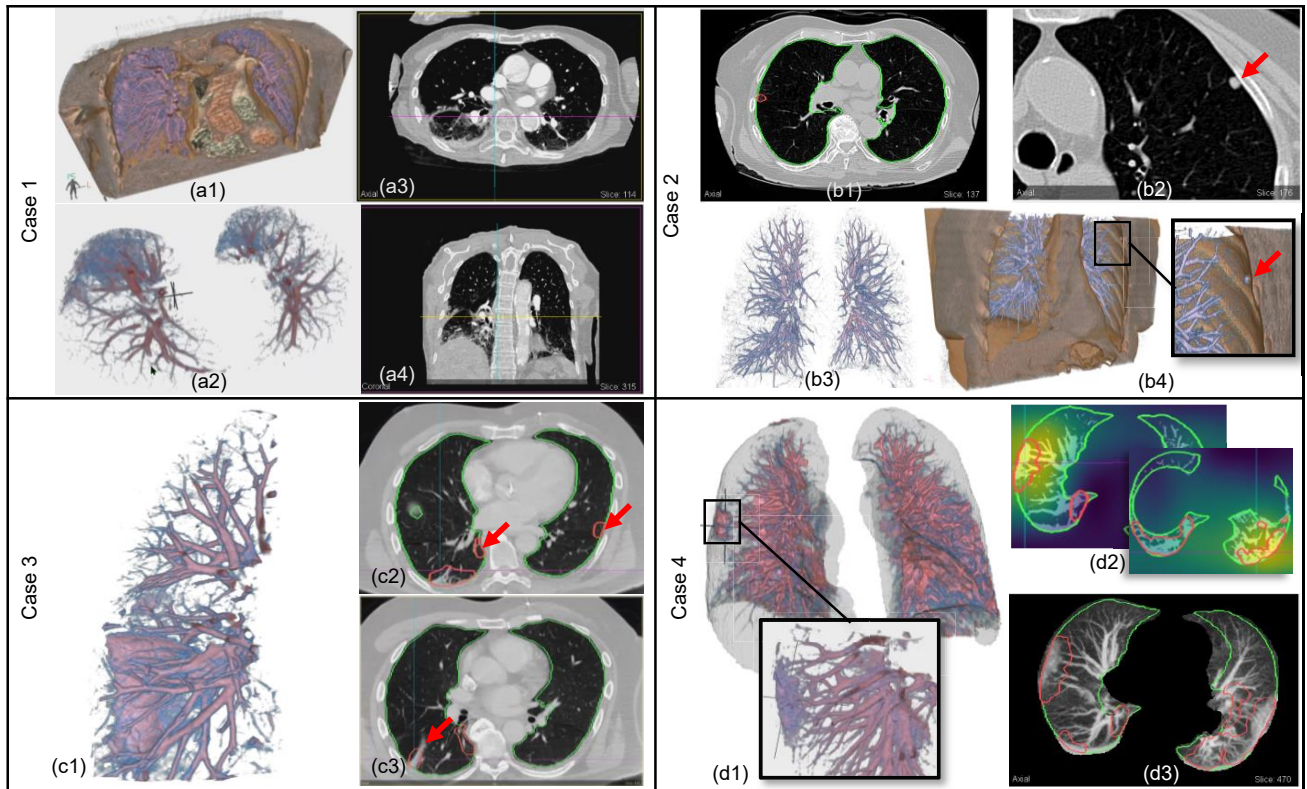 Case 1
(a1)
L
(a3)
Axial
Slice: 114
(a2)
(a4)
Coronal
Slice: 315
Case 2
(b1)
Axial
Slice: 137
(b2)
Axial
Slice: 176
(b3)
(b4)
Case 3
(c1)
(c2)
(c3)
Case 4
(d1)
(d2)
(d3)
Axial
Slice: 470